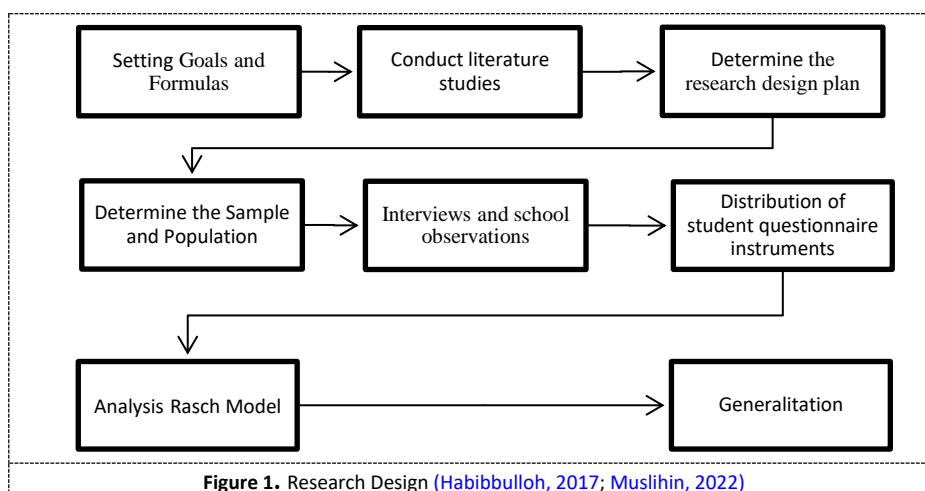 Setting Goals and
Formulas
Conduct literature
studies
Determine the
research design plan
Determine the Sample
and Population
Interviews and school
observations
Distribution of
student questionnaire
instruments
Analysis Rasch Model
Generalitation
Figure 1. Research Design (Habibbulloh, 2017; Muslihin, 2022)